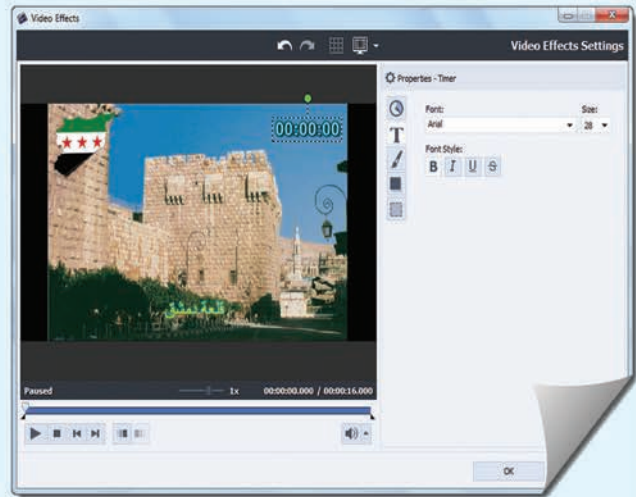 Video Effects
Video Effects Settings
Properties - Timer
Font:
Size:
Arial
28
Font Style:
B I U S
T
00:00:00
قلعة دمشق
Paused
1x
00:00:00.000 / 00:00:16.000
OK